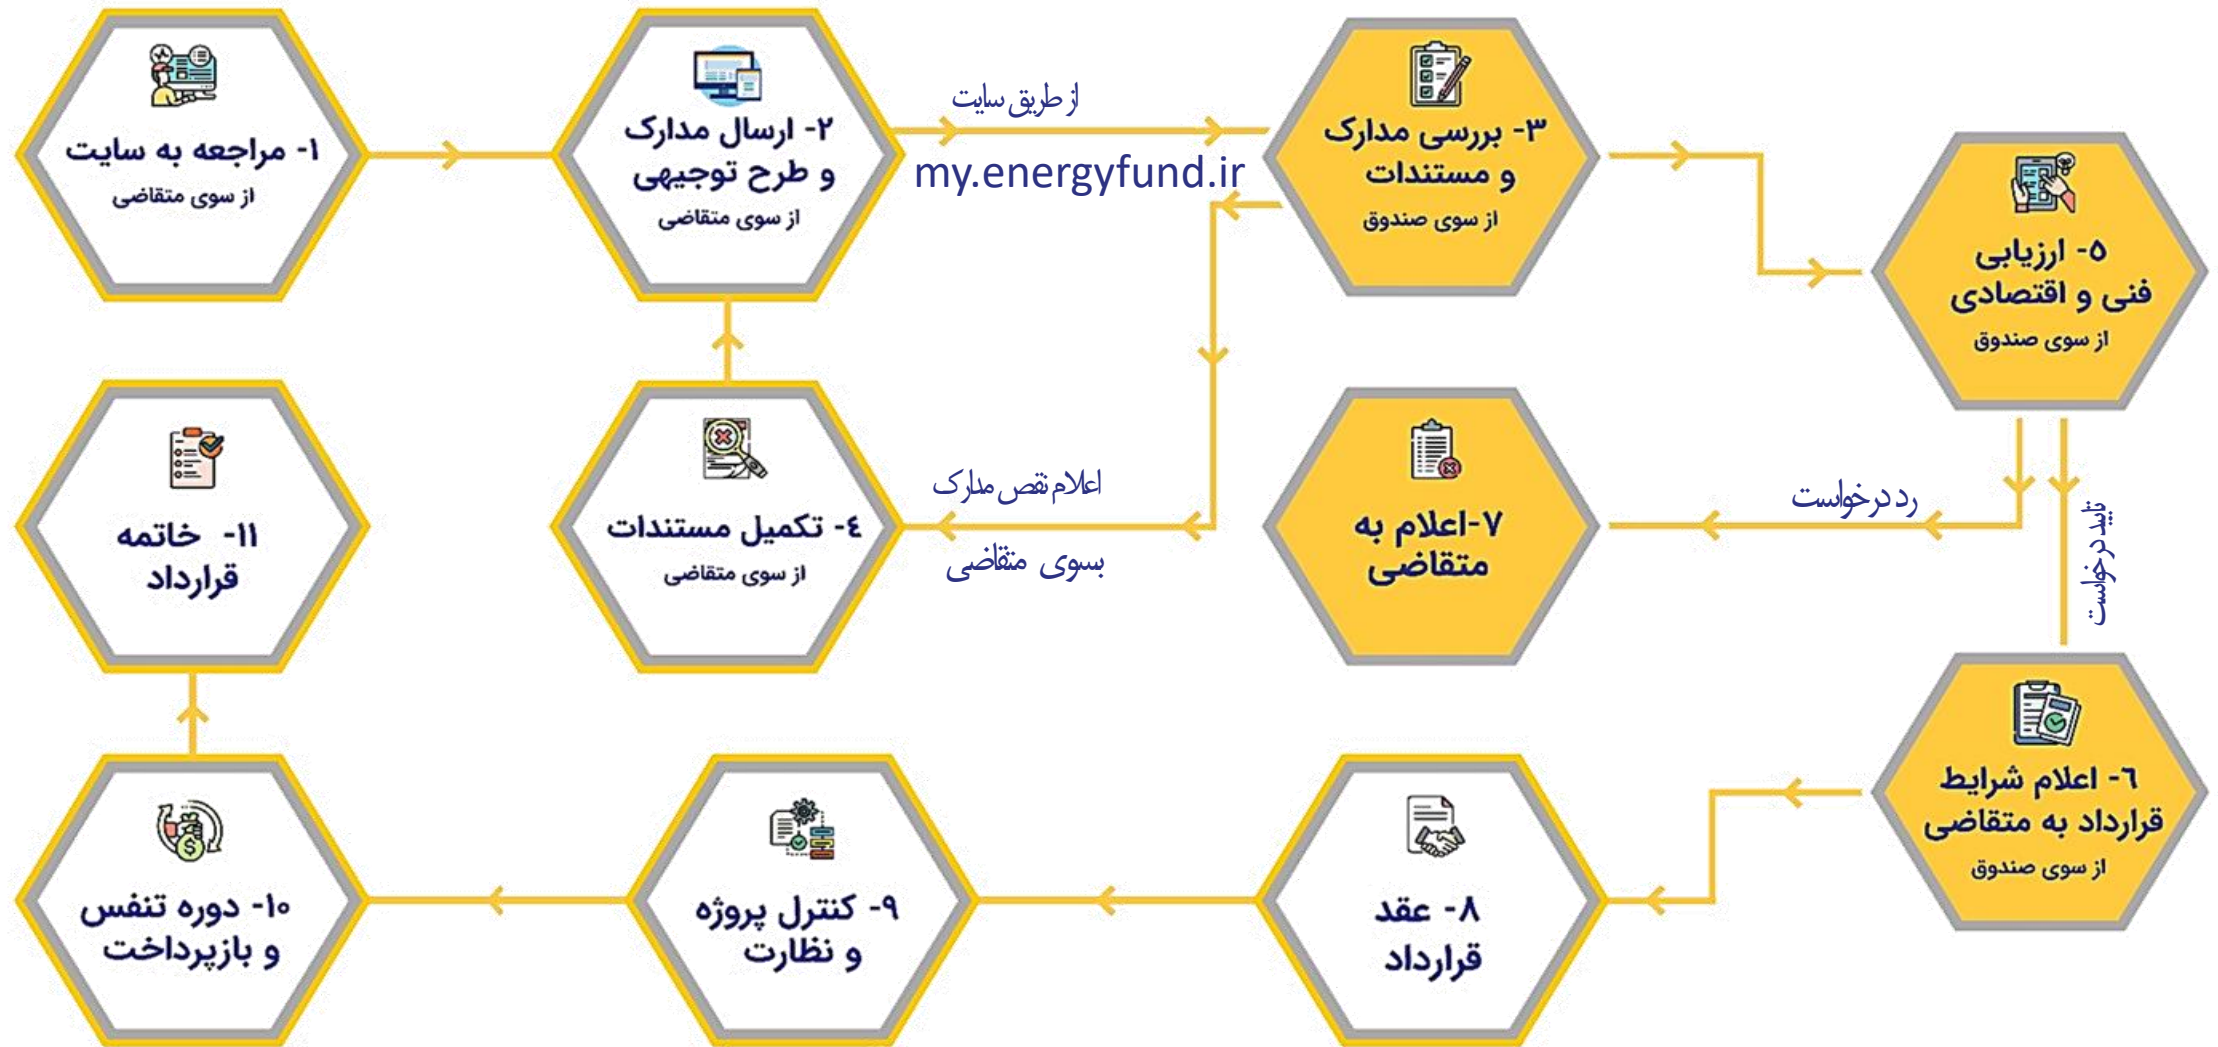 ۱- مراجعه به سایت
از سوی متقاضی
۲- ارسال مدارک
و طرح توجیهی
از سوی متقاضی
از طریق سایت
my.energyfund.ir
۳- بررسی مدارک
و مستندات
از سوی صندوق
٤- تکمیل مستندات
از سوی متقاضی
اعلام نقص مدارک
بسوی متقاضی
٥- ارزیابی
فنی و اقتصادی
از سوی صندوق
رد درخواست
تایید درخواست
٦- اعلام شرایط
قرارداد به متقاضی
از سوی صندوق
۷-اعلام به
متقاضی
۸- عقد
قرارداد
۹- کنترل پروژه
و نظارت
۱۰- دوره تنفس
و بازپرداخت
۱۱- خاتمه
قرارداد